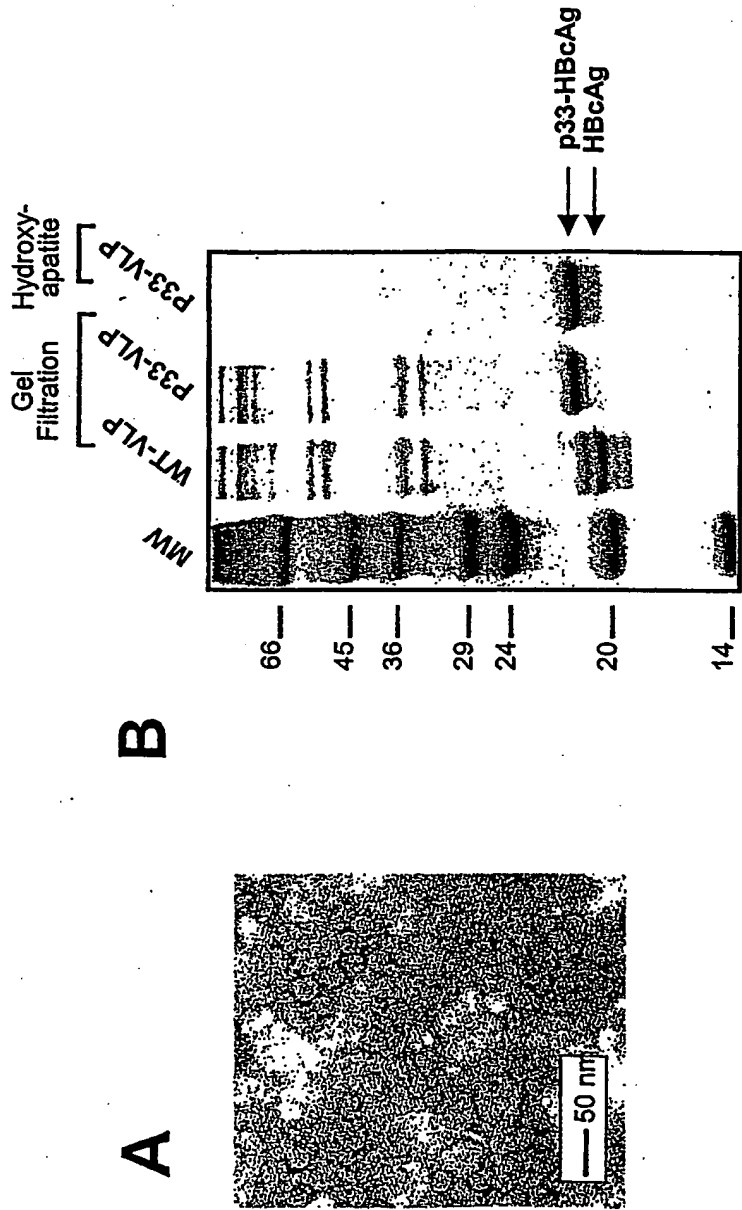 A
50 nm
B
Gel
Filtration
Hydroxy-
apatite
MW
WT-VLP
P33-VLP
P33-VLP
66
45
36
29
24
20
14
p33-HBcAg
HBcAg